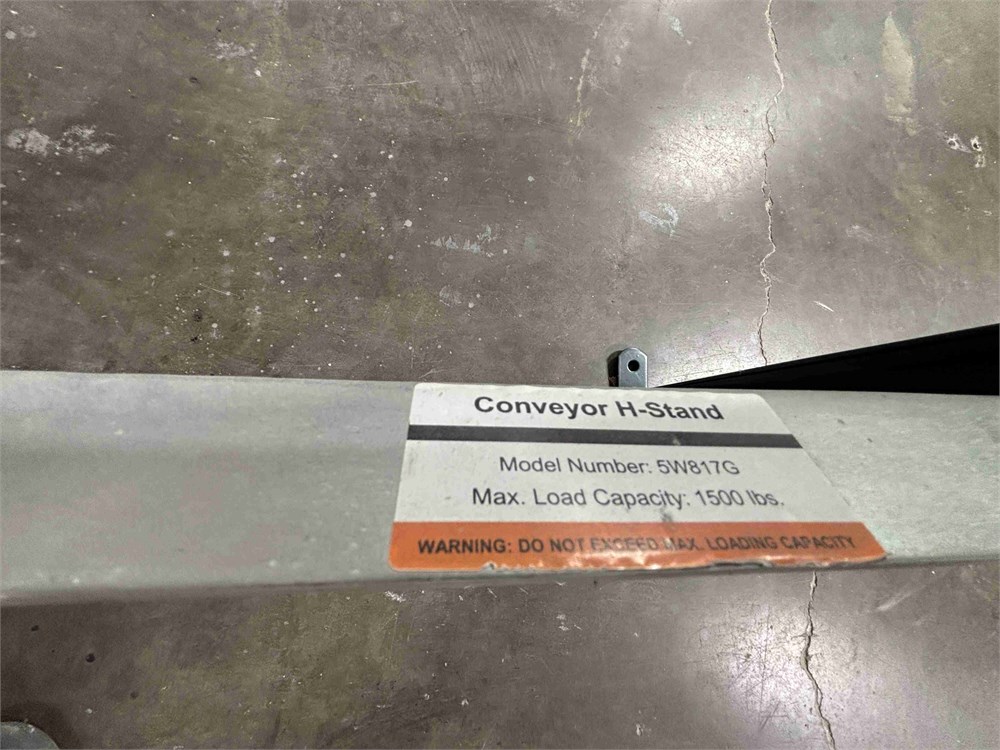 Conveyor H-Stand
Model Number: 5W817G
Max. Load Capacity: 1500 lbs.
WARNING: DO NOT EXCEED MAX. LOADING CAPACITY